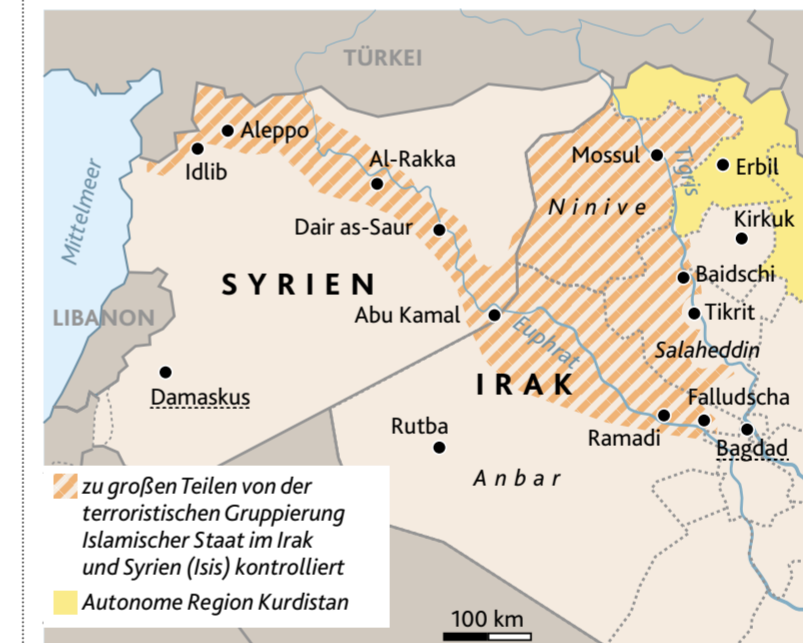 TÜRKEI
Aleppo
Idlib
Al-Rakka
Mossul
Tigris
Erbil
Ninive
Kirkuk
Mittelmeer
Dair as-Saur
SYRIEN
Baidschi
LIBANON
Abu Kamal
Tikrit
Euphrat
Salaheddin
IRAK
Damaskus
Falludscha
Rutba
Ramadi
Bagdad
Anbar
zu großen Teilen von der
terroristischen Gruppierung
Islamischer Staat im Irak
und Syrien (Isis) kontrolliert
Autonome Region Kurdistan
100 km